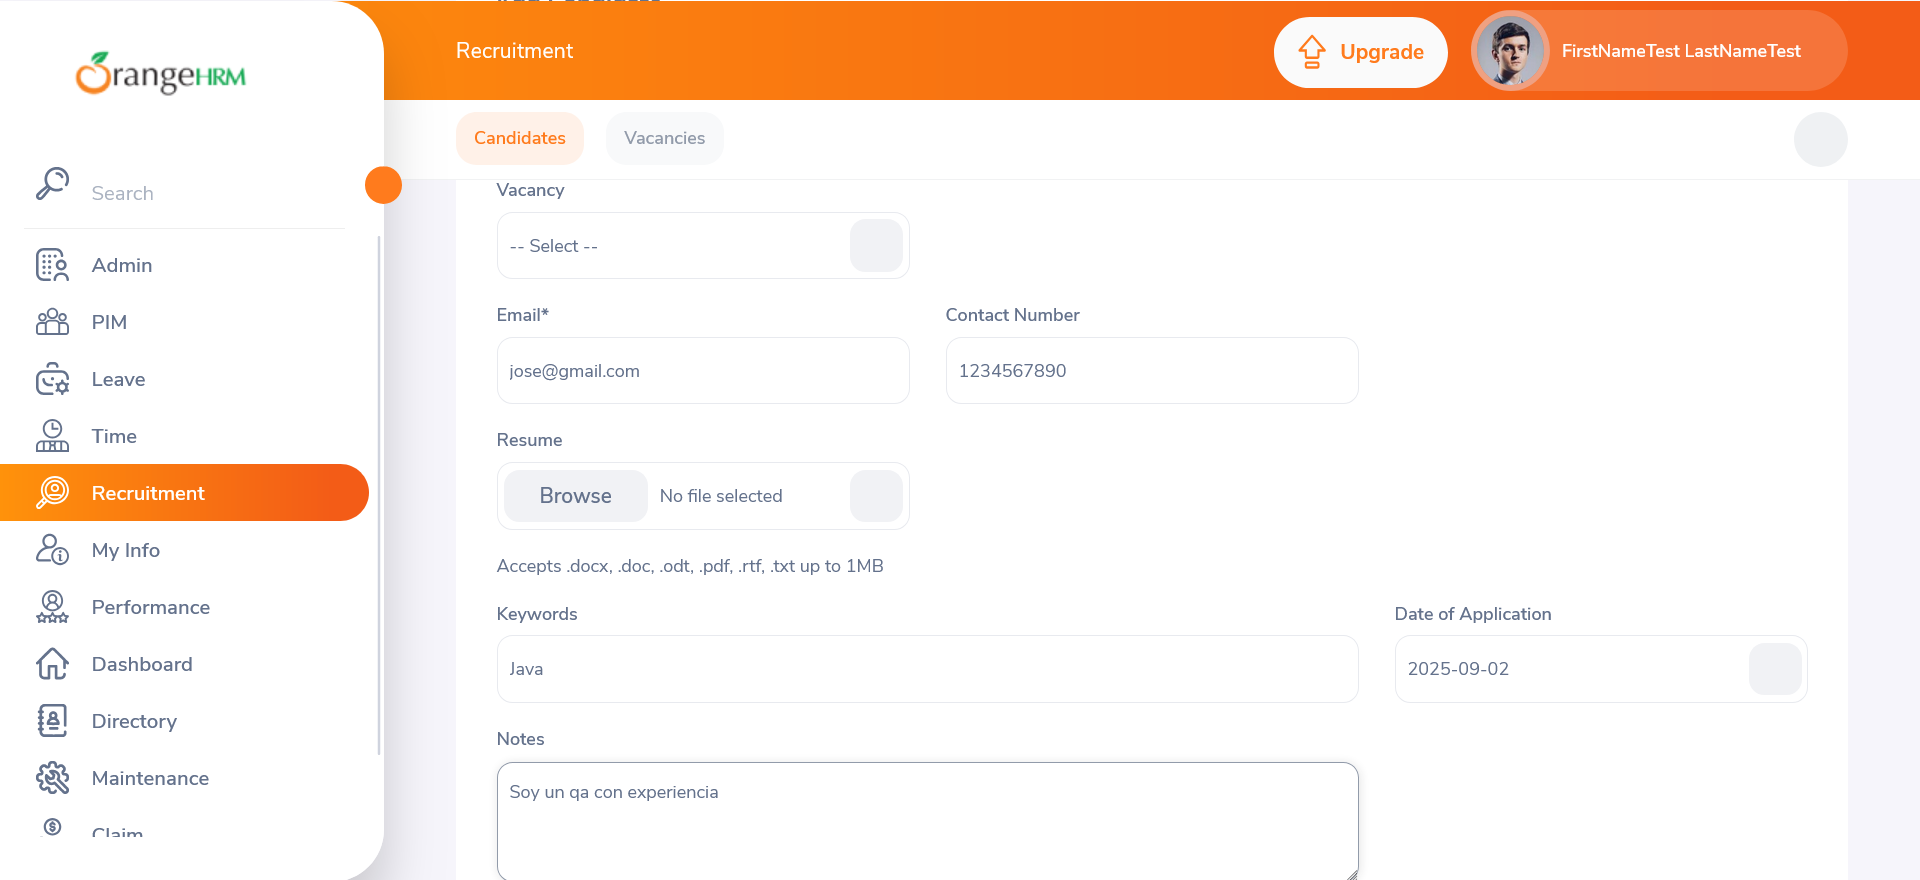 Recruitment
Upgrade
FirstNameTest LastNameTest
OrangeHRM
Candidates
Vacancies
Search
Admin
PIM
Leave
Time
Recruitment
My Info
Performance
Dashboard
Directory
Maintenance
Claim
Vacancy
-- Select --
Email*
Contact Number
jose@gmail.com
1234567890
Resume
Browse
No file selected
Accepts .docx, .doc, .odt, .pdf, .rtf, .txt up to 1MB
Keywords
Date of Application
Java
2025-09-02
Notes
Soy un qa con experiencia